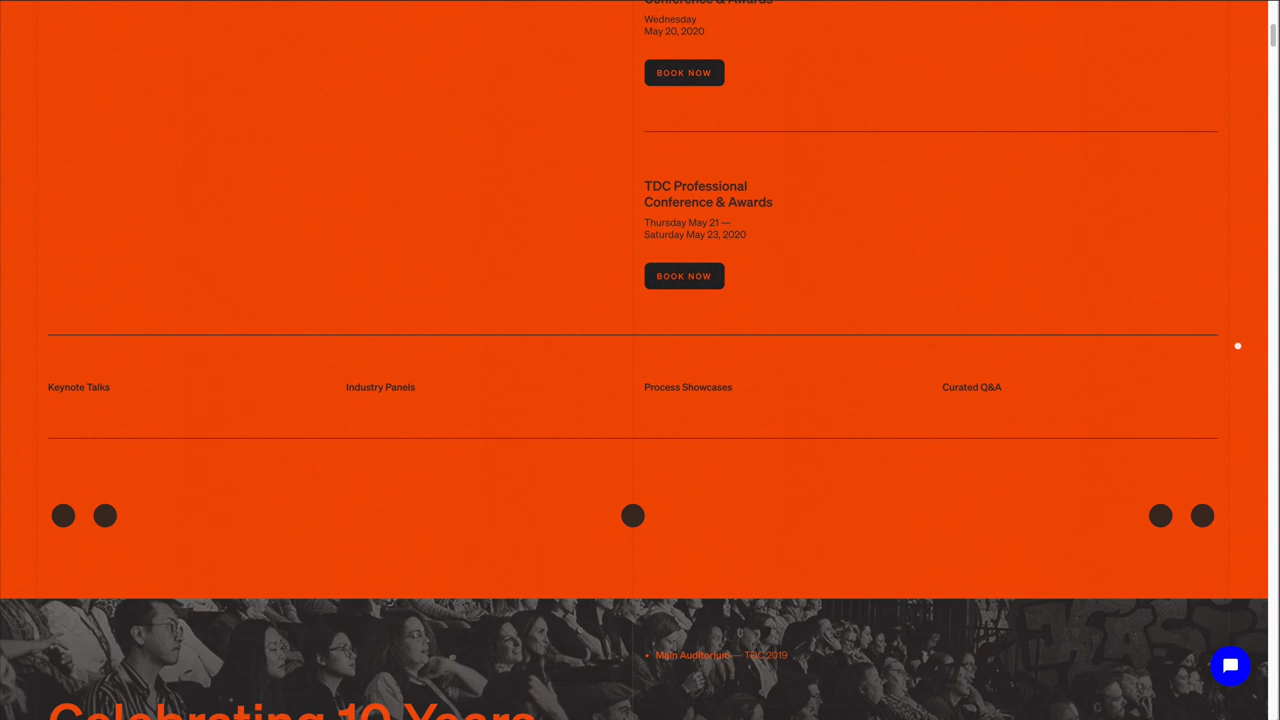 Conference & Awards
Wednesday
May 20, 2020
BOOK NOW
TDC Professional
Conference & Awards
Thursday May 21 —
Saturday May 23, 2020
BOOK NOW
Keynote Talks
Industry Panels
Process Showcases
Curated Q&A
• Main Auditorium — TDC 2019
Celebrating 10 Years